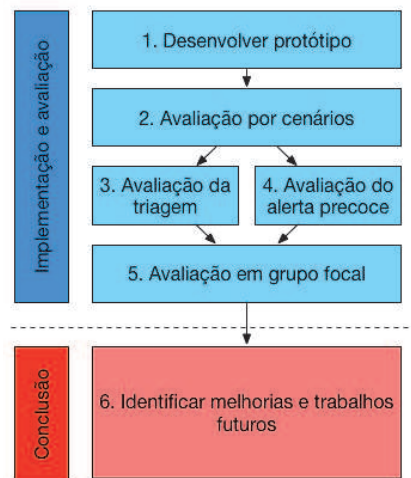 Implementação e avaliação
1. Desenvolver protótipo
2. Avaliação por cenários
3. Avaliação da
triagem
4. Avaliação do
alerta precoce
5. Avaliação em grupo focal
Conclusão
6. Identificar melhorias e trabalhos
futuros